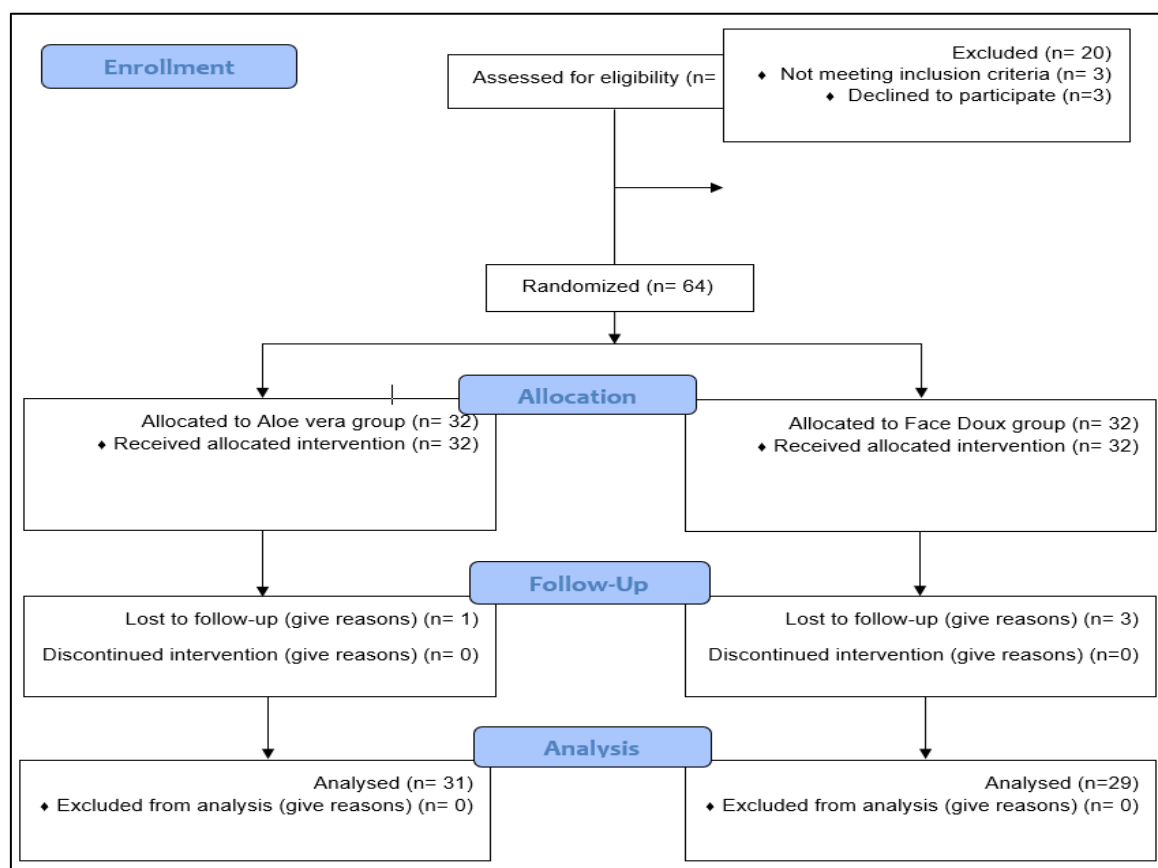 Enrollment
Assessed for eligibility (n=
Excluded (n= 20)
♦ Not meeting inclusion criteria (n= 3)
♦ Declined to participate (n=3)
Randomized (n= 64)
Allocation
Allocated to Aloe vera group (n= 32)
♦ Received allocated intervention (n= 32)
Allocated to Face Doux group (n= 32)
♦ Received allocated intervention (n= 32)
Follow-Up
Lost to follow-up (give reasons) (n= 1)
Discontinued intervention (give reasons) (n= 0)
Lost to follow-up (give reasons) (n= 3)
Discontinued intervention (give reasons) (n=0)
Analysis
Analysed (n= 31)
♦ Excluded from analysis (give reasons) (n= 0)
Analysed (n=29)
♦ Excluded from analysis (give reasons) (n= 0)